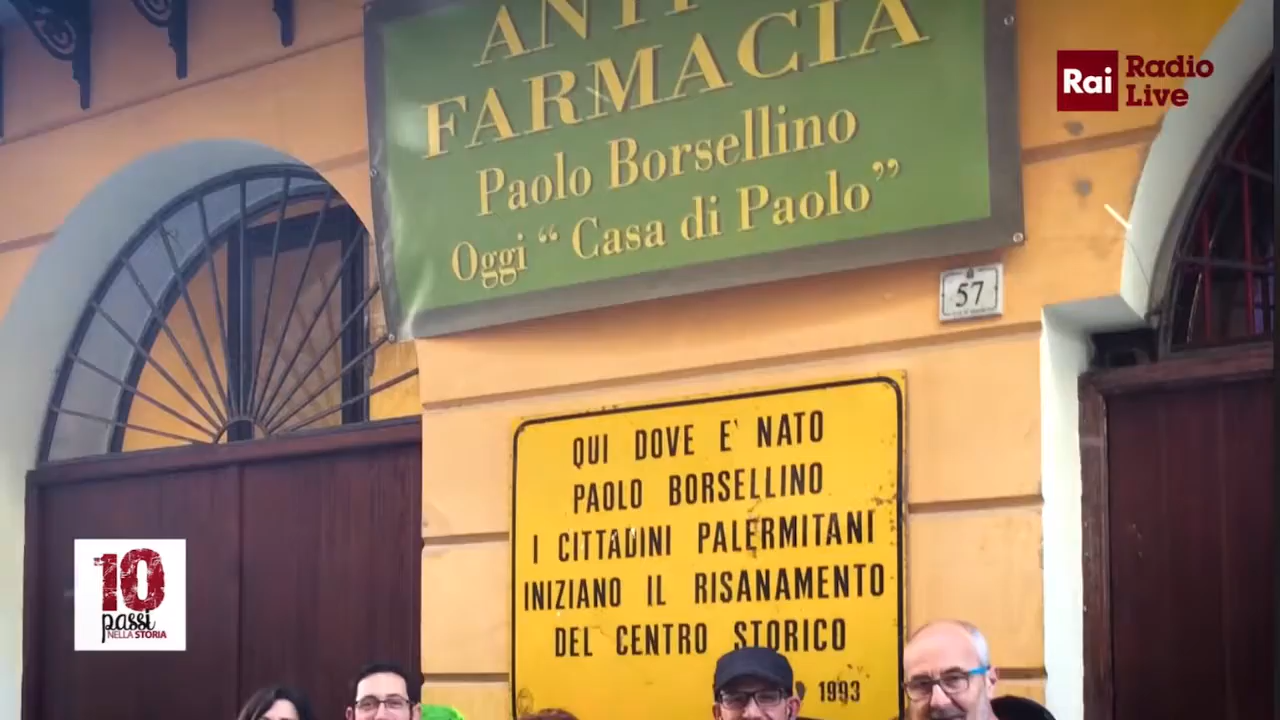 FARMACIA
Paolo Borsellino
Oggi “ Casa di Paolo”
57
QUI DOVE E' NATO
PAOLO BORSELLINO
I CITTADINI PALERMITANI
INIZIANO IL RISANAMENTO
DEL CENTRO STORICO
1993
Rai Radio
Live
10
passi
NELLA STORIA